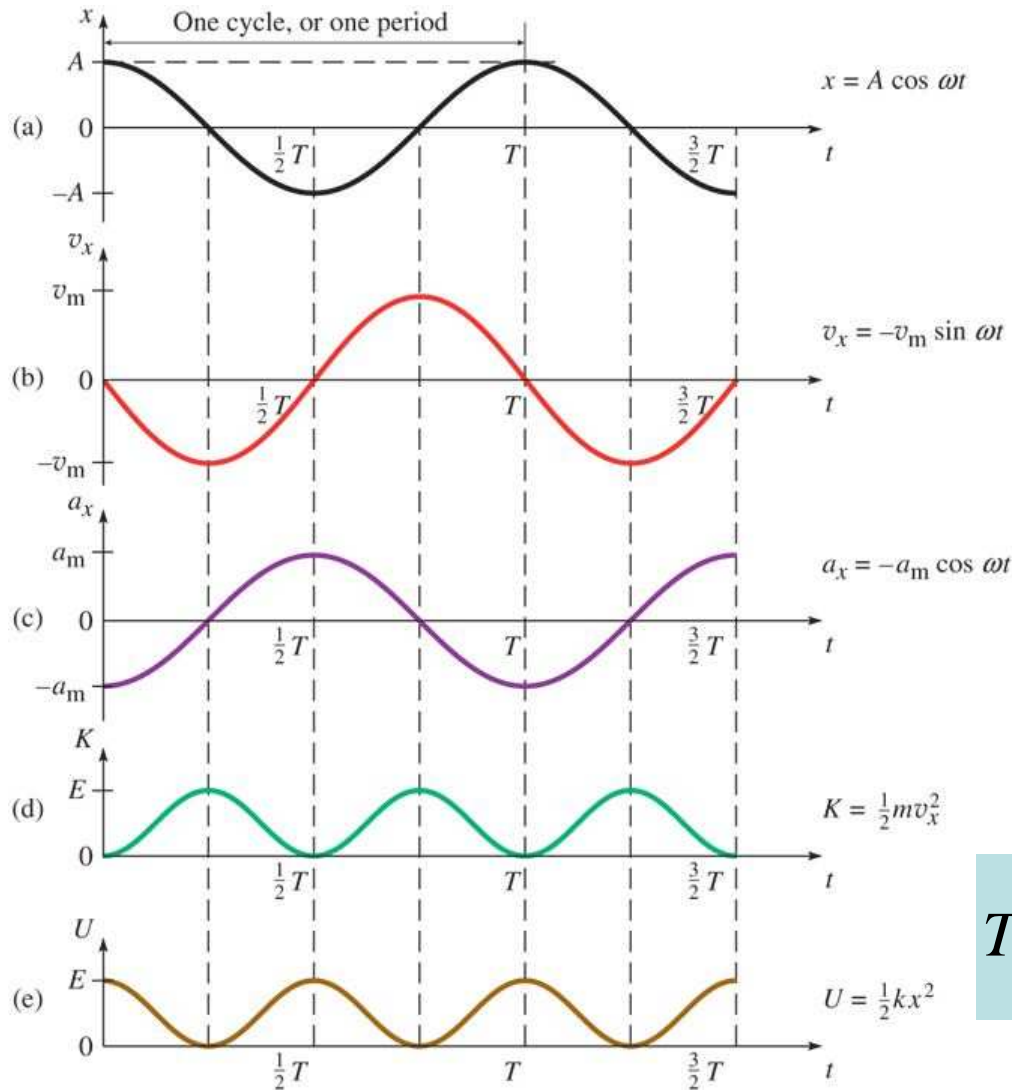 x
One cycle, or one period
A
x = A cos ωt
(a)
0
½ T
T
3/2 T
t
–A
v_x
v_m
v_x = –v_m sin ωt
(b)
0
½ T
T
3/2 T
t
–v_m
a_x
a_m
a_x = –a_m cos ωt
(c)
0
½ T
T
3/2 T
t
–a_m
K
E
(d)
K = ½mv_x²
0
½ T
T
3/2 T
t
T
U
E
(e)
U = ½kx²
0
½ T
T
3/2 T
t